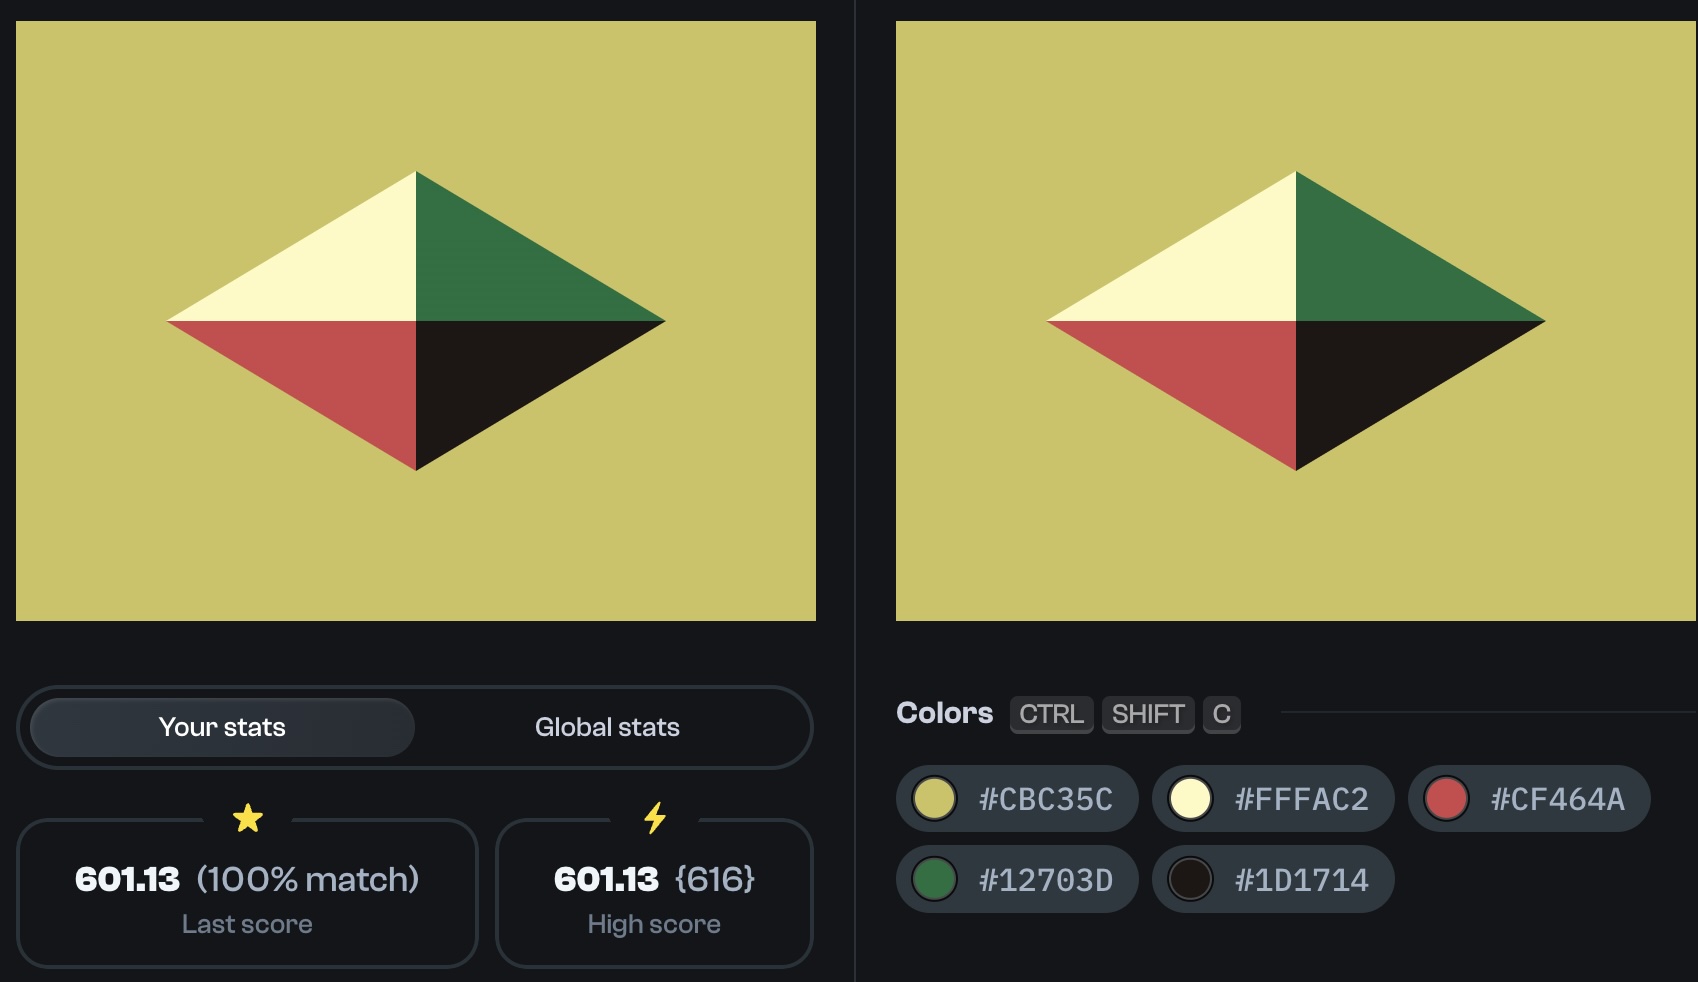 Your stats
Global stats
601.13 (100% match)
Last score
601.13 {616}
High score
Colors CTRL SHIFT C
#CBC35C
#FFFAC2
#CF464A
#12703D
#1D1714